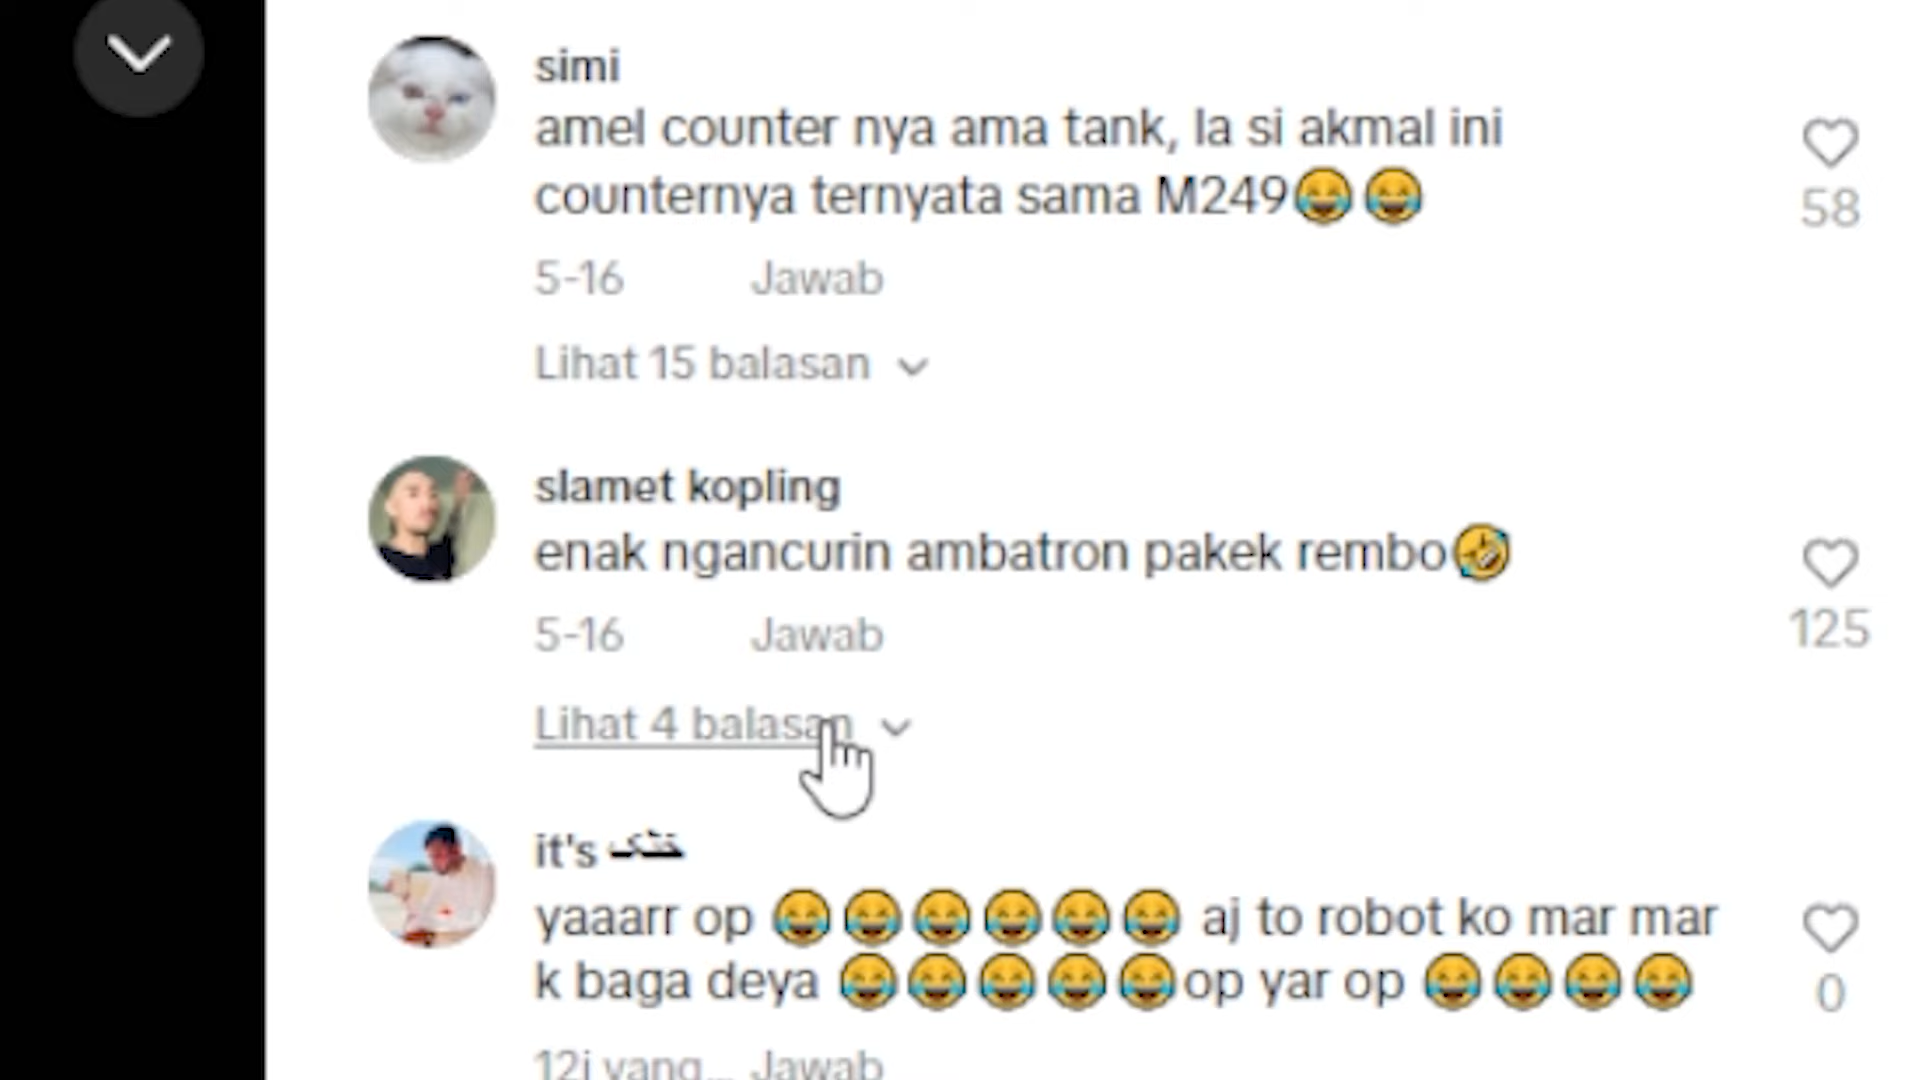 simi
amel counter nya ama tank, la si akmal ini
counternya ternyata sama M249😂😂
58
5-16 Jawab
Lihat 15 balasan
slamet kopling
enak ngancurin ambatron pakek rembo🤣
125
5-16 Jawab
Lihat 4 balasan
it's
yaaarr op 😂😂😂😂😂😂 aj to robot ko mar mar
k baga deya 😂😂😂😂😂op yar op 😂😂😂😂
0
12j yang... Jawab